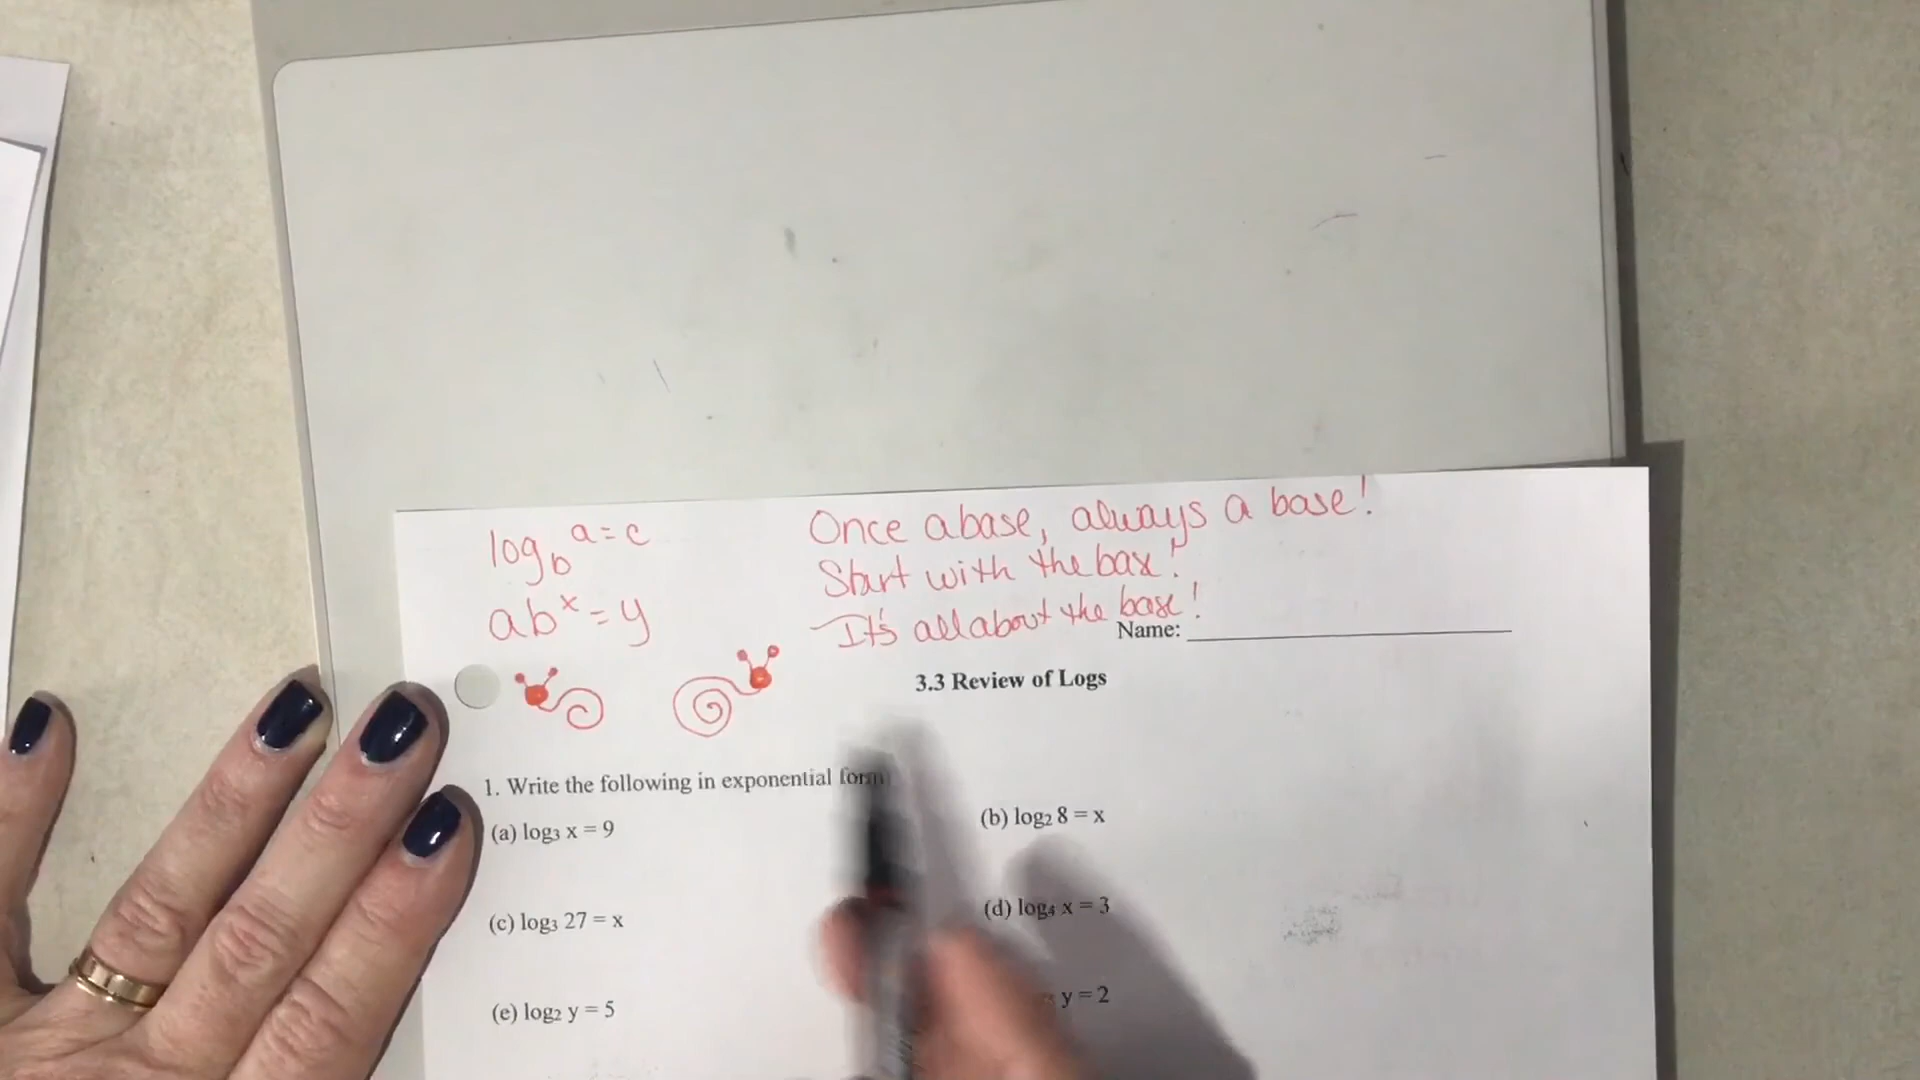 log_b a = c
ab^x = y
Once a base, always a base!
Start with the bax!
It's all about the base!
Name:
3.3 Review of Logs
1. Write the following in exponential form
(a) log₃ x = 9
(b) log₂ 8 = x
(c) log₃ 27 = x
(d) log₄ x = 3
(e) log₂ y = 5
y = 2